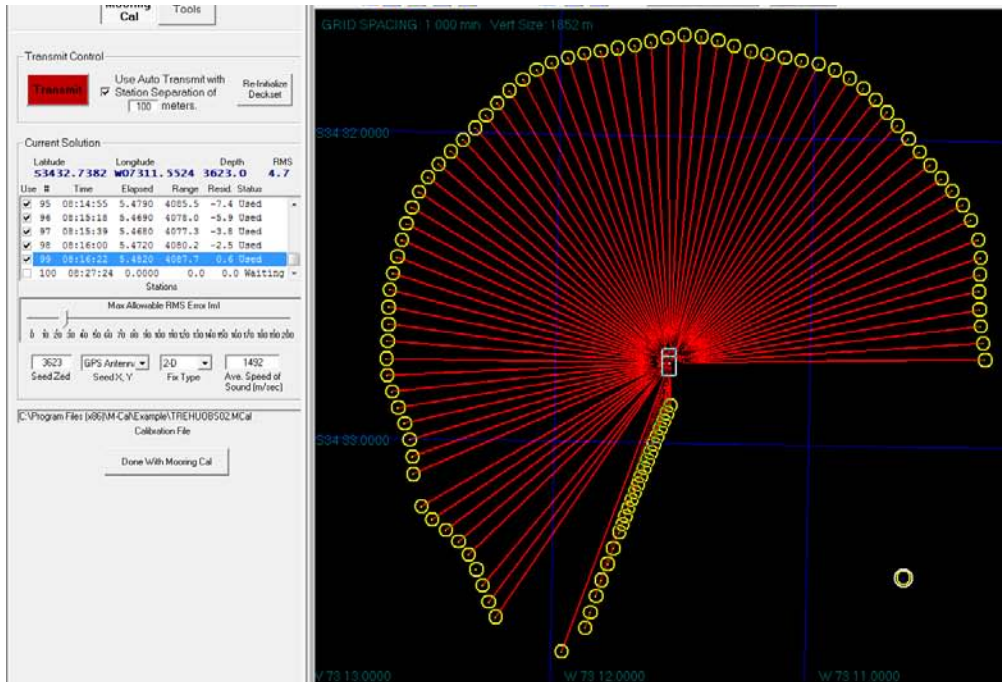 Mooring
Cal
Tools
Transmit Control
Transmit
Use Auto Transmit with
Station Separation of
100 meters.
Re-Initialize
Deckset
Current Solution
Latitude Longitude Depth RMS
S3432.7382 W07311.5524 3623.0 4.7
Use # Time Elapsed Range Resid. Status
95 08:14:55 5.4790 4085.5 -7.4 Used
96 08:15:18 5.4690 4078.0 -5.9 Used
97 08:15:39 5.4680 4077.3 -3.8 Used
98 08:16:00 5.4720 4080.2 -2.5 Used
99 08:16:22 5.4820 4087.7 0.6 Used
100 08:27:24 0.0000 0.0 0.0 Waiting
Stations
Max Allowable RMS Error (m)
0 10 20 30 40 50 60 70 80 90 100 110 120 130 140 150 160 170 180 190 200
3623 GPS Antenna 2-D 1492
Seed Zed Seed X, Y Fix Type Ave. Speed of
Sound (m/sec)
C:\Program Files (x86)\M-Cal\Example\TREHUOBS02.MCal
Calibration File
Done With Mooring Cal
GRID SPACING: 1.000 min Vert Size: 1852 m
S34 32.0000
S34 33.0000
W 73 13.0000 W 73 12.0000 W 73 11.0000